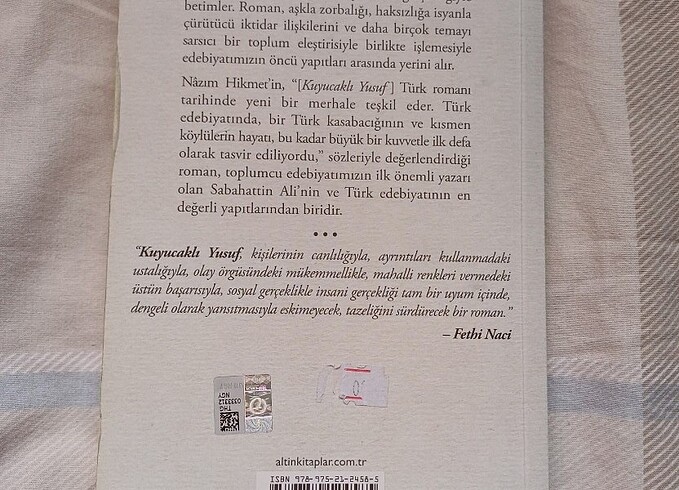 betimler. Roman, aşkla zorbalığı, haksızlığa isyanla
çürütücü iktidar ilişkilerini ve daha birçok temayı
sarsıcı bir toplum eleştirisiyle birlikte işlemesiyle
edebiyatımızın öncü yapıtları arasında yerini alır.
Nâzım Hikmet'in, “[Kuyucaklı Yusuf] Türk romanı
tarihinde yeni bir merhale teşkil eder. Türk
edebiyatında, bir Türk kasabacığının ve kısmen
köylülerin hayatı, bu kadar büyük bir kuvvetle ilk defa
olarak tasvir ediliyordu,” sözleriyle değerlendirdiği
roman, toplumcu edebiyatımızın ilk önemli yazarı
olan Sabahattin Ali'nin ve Türk edebiyatının en
değerli yapıtlarından biridir.
•••
“Kuyucaklı Yusuf, kişilerinin canlılığıyla, ayrıntıları kullanmadaki
ustalığıyla, olay örgüsündeki mükemmellikle, mahalli renkleri vermedeki
üstün başarısıyla, sosyal gerçeklikle insani gerçekliği tam bir uyum içinde,
dengeli olarak yansıtmasıyla eskimeyecek, tazeliğini sürdürecek bir roman.”
– Fethi Naci
THG
0333312
NGY
altinkitaplar.com.tr
ISBN 978-975-21-2458-5